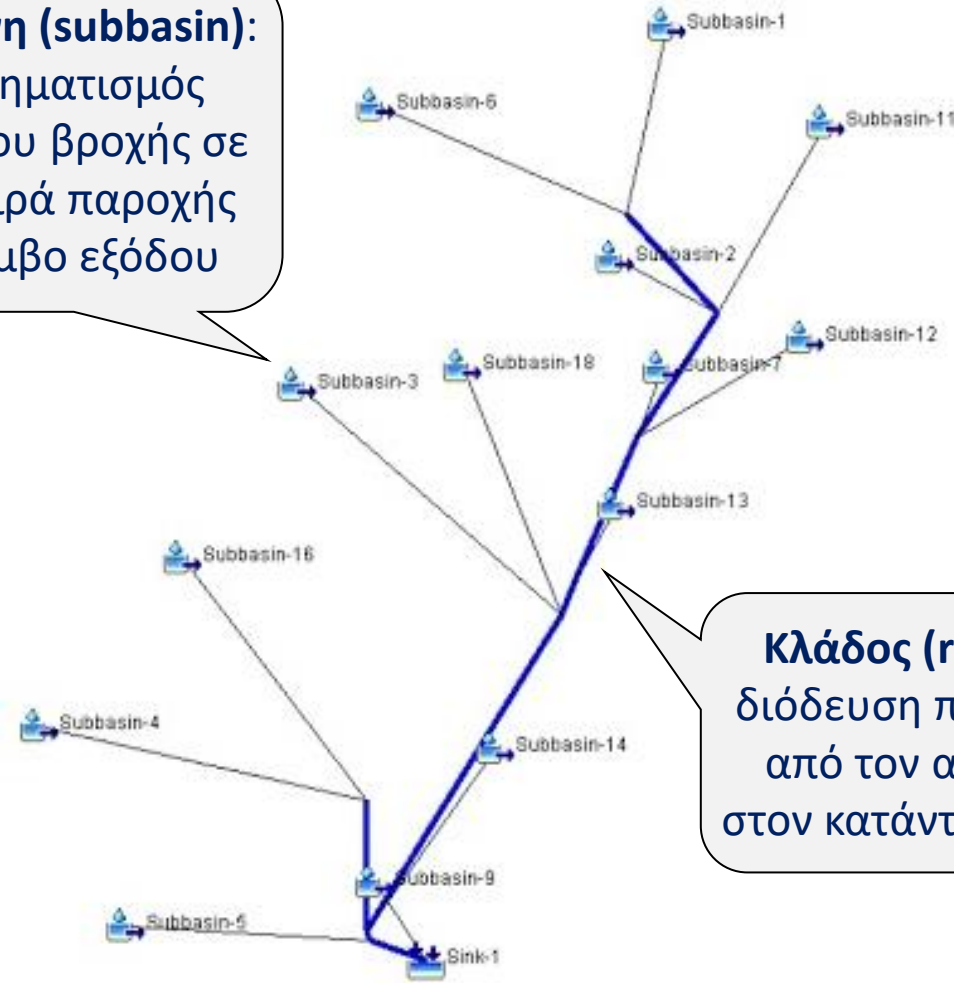 η (subbasin):
ηματισμός
ου βροχής σε
ιρά παροχής
μβο εξόδου
Subbasin-1
Subbasin-6
Subbasin-11
Subbasin-2
Subbasin-12
Subbasin-7
Subbasin-18
Subbasin-3
Subbasin-13
Subbasin-16
Κλάδος (r
διόδευση π
από τον α
στον κατάντ
Subbasin-4
Subbasin-14
Subbasin-9
Subbasin-5
Sink-1